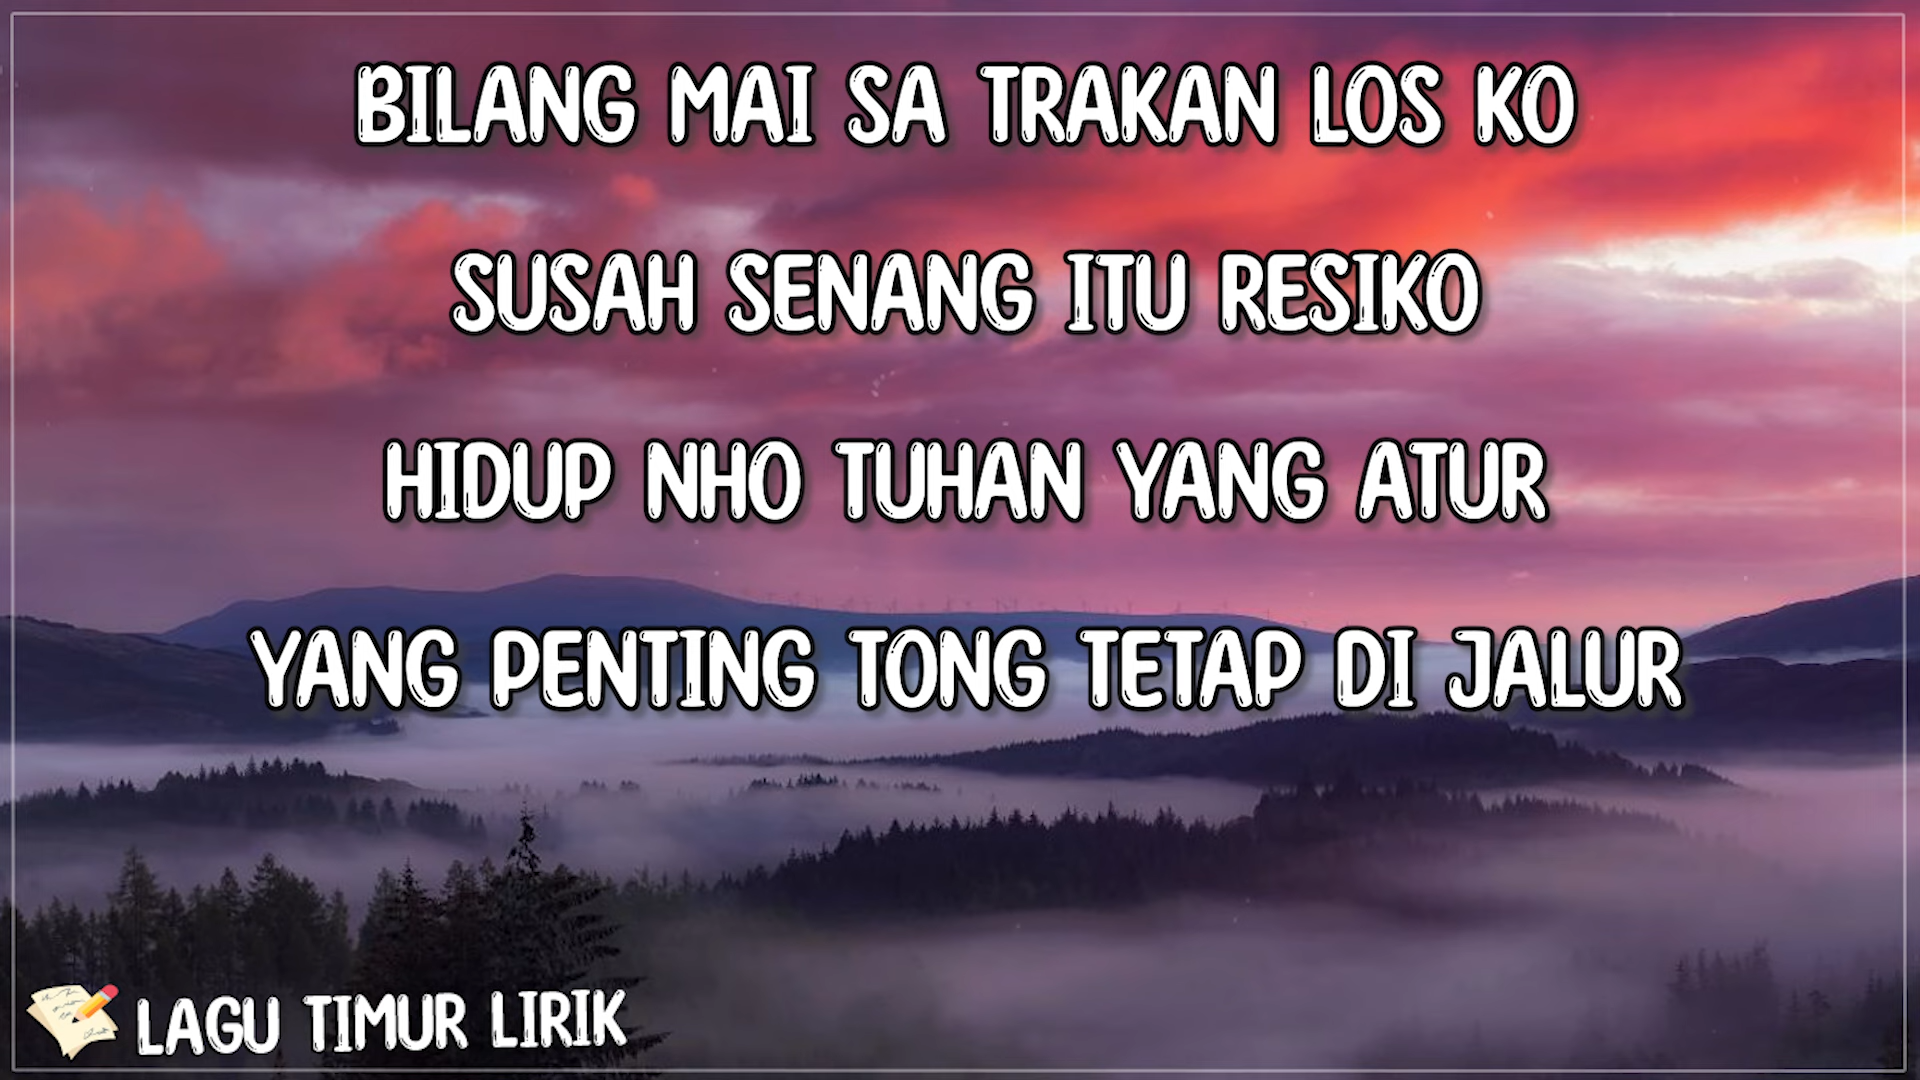 BILANG MAI SA TRAKAN LOS KO
SUSAH SENANG ITU RESIKO
HIDUP NHO TUHAN YANG ATUR
YANG PENTING TONG TETAP DI JALUR
LAGU TIMUR LIRIK